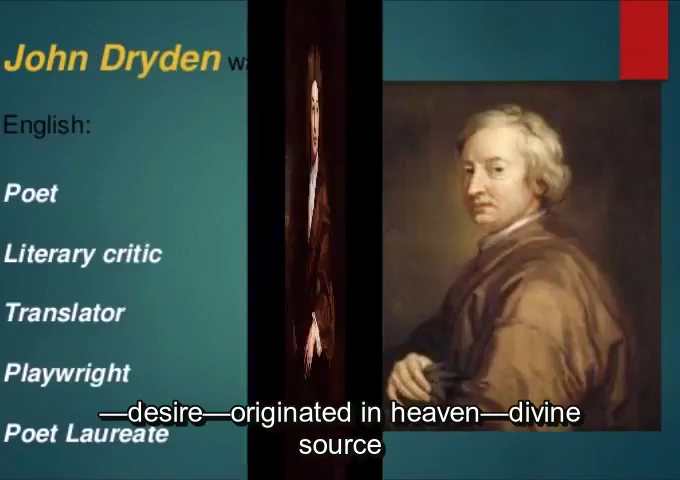 John Dryden
English:
Poet
Literary critic
Translator
Playwright
Poet Laureate
—desire—originated in heaven—divine
source